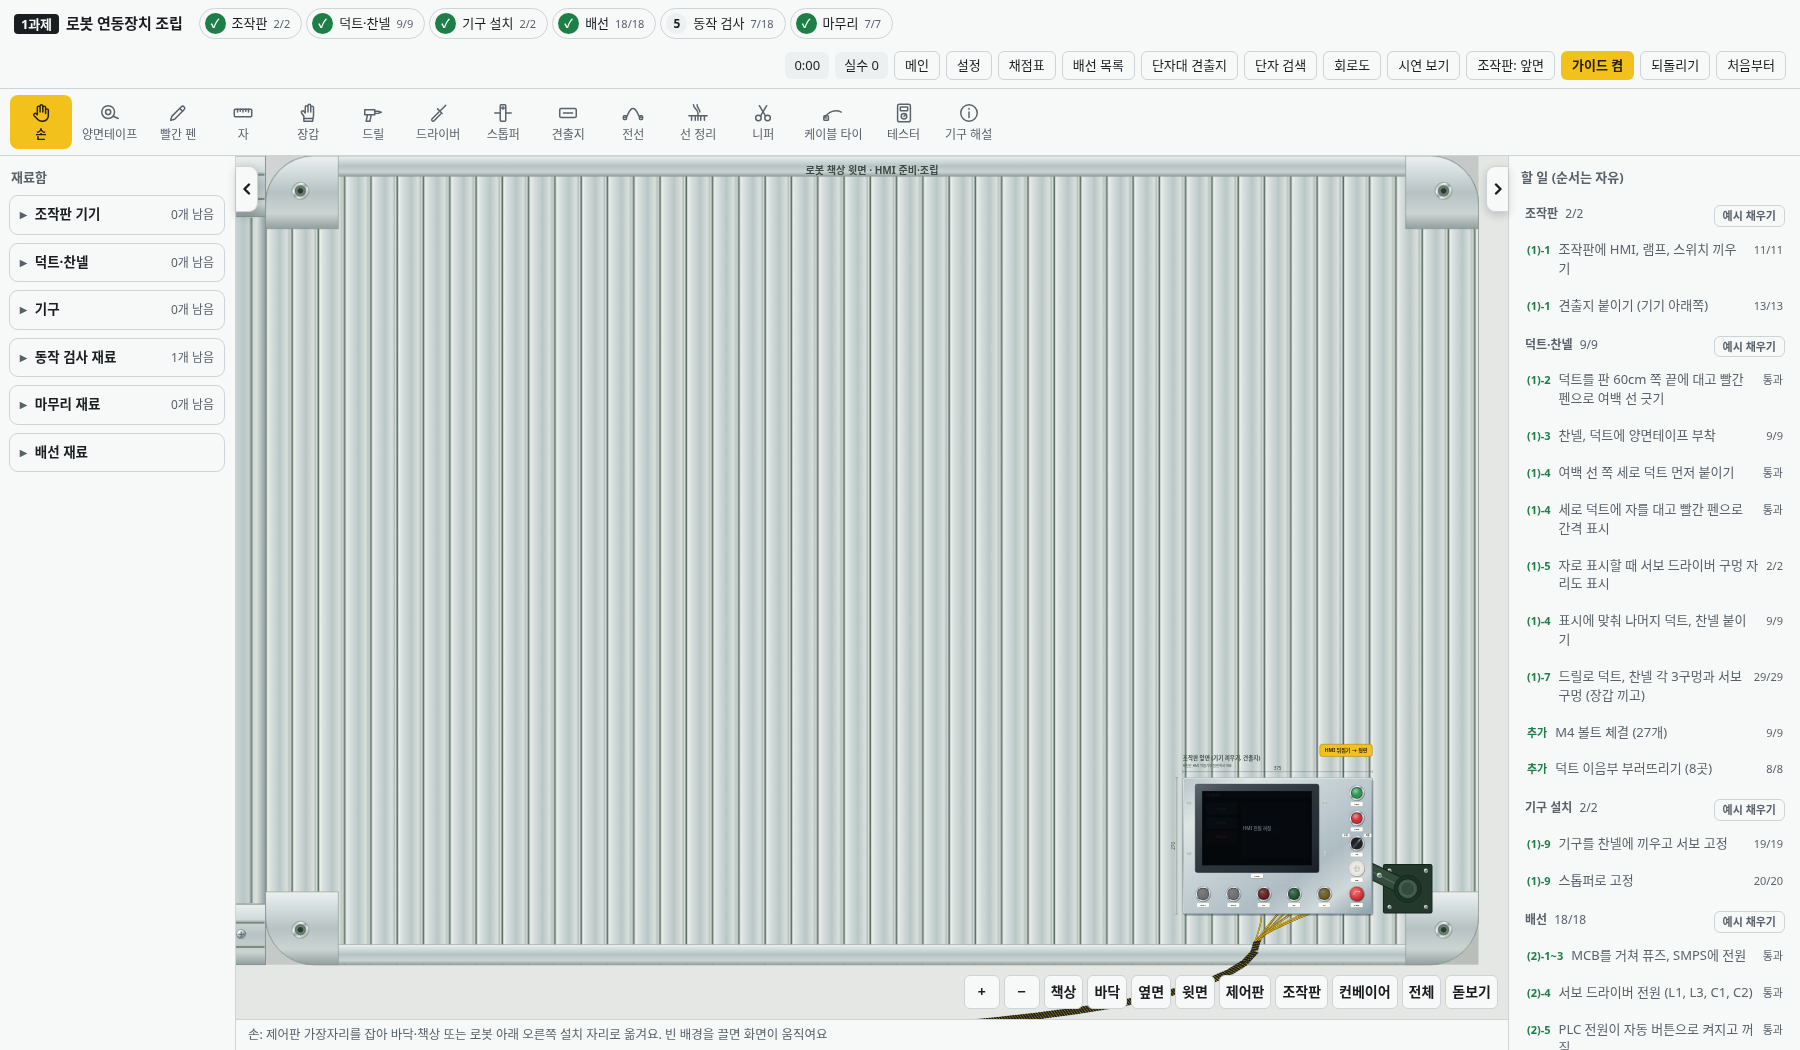 1과제 로봇 연동장치 조립
조작판 2/2
덕트·찬넬 9/9
기구 설치 2/2
배선 18/18
5 동작 검사 7/18
마무리 7/7
0:00
실수 0
메인
설정
채점표
배선 목록
단자대 견출지
단자 검색
회로도
시연 보기
조작판: 앞면
가이드 켬
되돌리기
처음부터
손
양면테이프
빨간 펜
자
장갑
드릴
드라이버
스톱퍼
견출지
전선
선 정리
니퍼
케이블 타이
테스터
기구 해설
재료함
조작판 기기 0개 남음
덕트·찬넬 0개 남음
기구 0개 남음
동작 검사 재료 1개 남음
마무리 재료 0개 남음
배선 재료
로봇 책상 윗면 · HMI 준비·조립
조작판 앞면 (기기 끼우기, 견출지)
HMI 뒤집기 → 뒷면
375
+
−
책상
바닥
옆면
윗면
제어판
조작판
컨베이어
전체
돋보기
손: 제어판 가장자리를 잡아 바닥·책상 또는 로봇 아래 오른쪽 설치 자리로 옮겨요. 빈 배경을 끌면 화면이 움직여요
할 일 (순서는 자유)
조작판 2/2 예시 채우기
(1)-1 조작판에 HMI, 램프, 스위치 끼우 11/11
기
(1)-1 견출지 붙이기 (기기 아래쪽) 13/13
덕트·찬넬 9/9 예시 채우기
(1)-2 덕트를 판 60cm 쪽 끝에 대고 빨간 통과
펜으로 여백 선 긋기
(1)-3 찬넬, 덕트에 양면테이프 부착 9/9
(1)-4 여백 선 쪽 세로 덕트 먼저 붙이기 통과
(1)-4 세로 덕트에 자를 대고 빨간 펜으로 통과
간격 표시
(1)-5 자로 표시할 때 서보 드라이버 구멍 자 2/2
리도 표시
(1)-4 표시에 맞춰 나머지 덕트, 찬넬 붙이 9/9
기
(1)-7 드릴로 덕트, 찬넬 각 3구멍과 서보 29/29
구멍 (장갑 끼고)
추가 M4 볼트 체결 (27개) 9/9
추가 덕트 이음부 부러뜨리기 (8곳) 8/8
기구 설치 2/2 예시 채우기
(1)-9 기구를 찬넬에 끼우고 서보 고정 19/19
(1)-9 스톱퍼로 고정 20/20
배선 18/18 예시 채우기
(2)-1~3 MCB를 거쳐 퓨즈, SMPS에 전원 통과
(2)-4 서보 드라이버 전원 (L1, L3, C1, C2) 통과
(2)-5 PLC 전원이 자동 버튼으로 켜지고 꺼 통과
짐